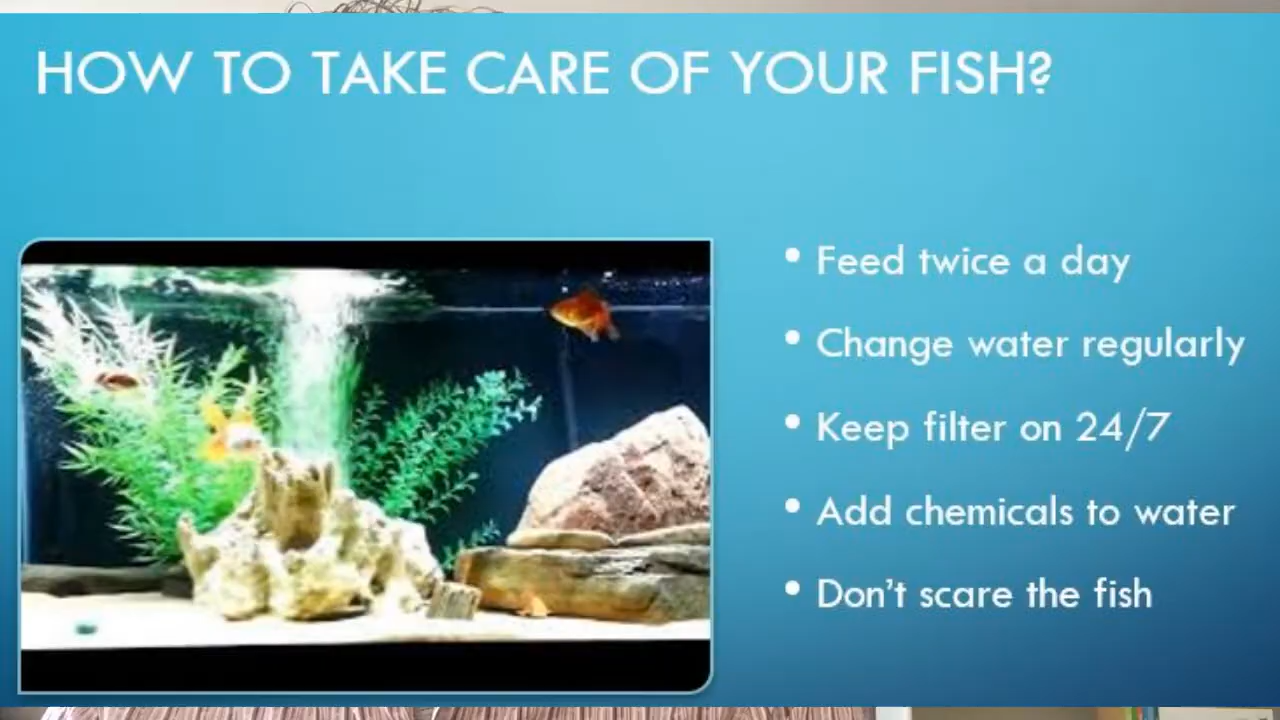 HOW TO TAKE CARE OF YOUR FISH?
• Feed twice a day
• Change water regularly
• Keep filter on 24/7
• Add chemicals to water
• Don't scare the fish